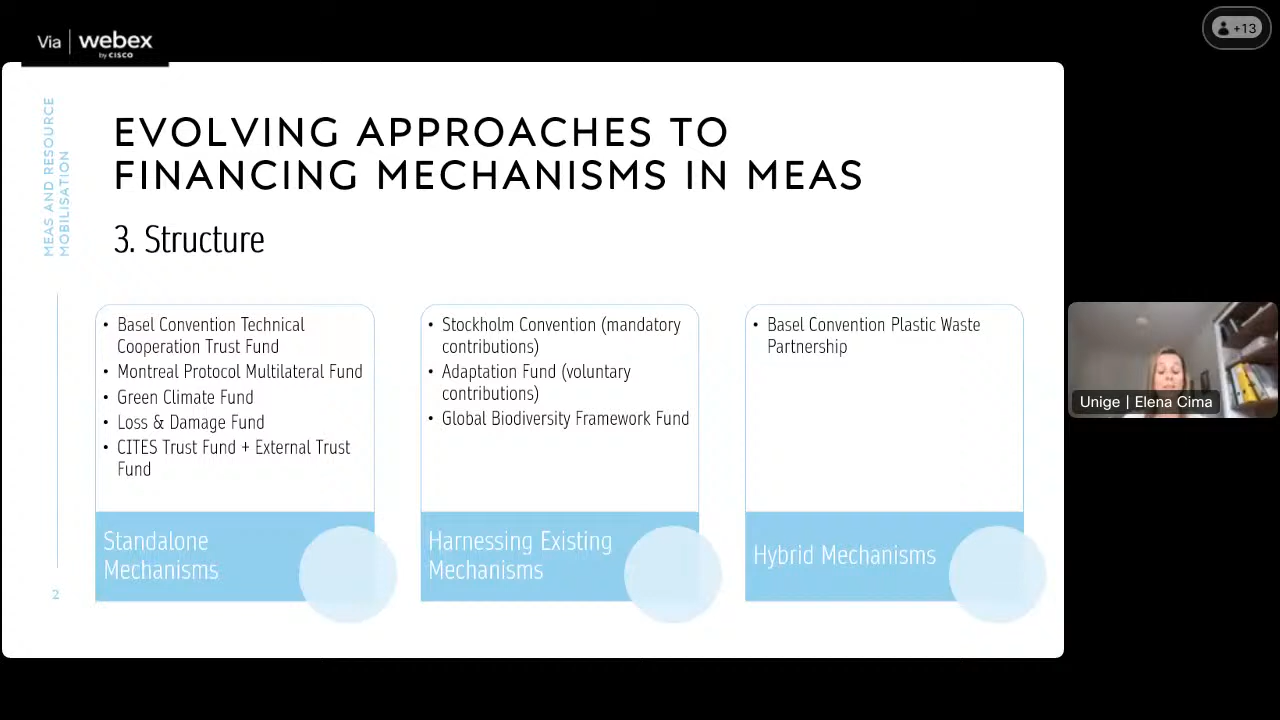 Via | webex
by CISCO
+13
MEAS AND RESOURCE
MOBILISATION
EVOLVING APPROACHES TO
FINANCING MECHANISMS IN MEAS
3. Structure
• Basel Convention Technical
Cooperation Trust Fund
• Montreal Protocol Multilateral Fund
• Green Climate Fund
• Loss & Damage Fund
• CITES Trust Fund + External Trust
Fund
Standalone
Mechanisms
• Stockholm Convention (mandatory
contributions)
• Adaptation Fund (voluntary
contributions)
• Global Biodiversity Framework Fund
Harnessing Existing
Mechanisms
• Basel Convention Plastic Waste
Partnership
Hybrid Mechanisms
2
Unige | Elena Cima